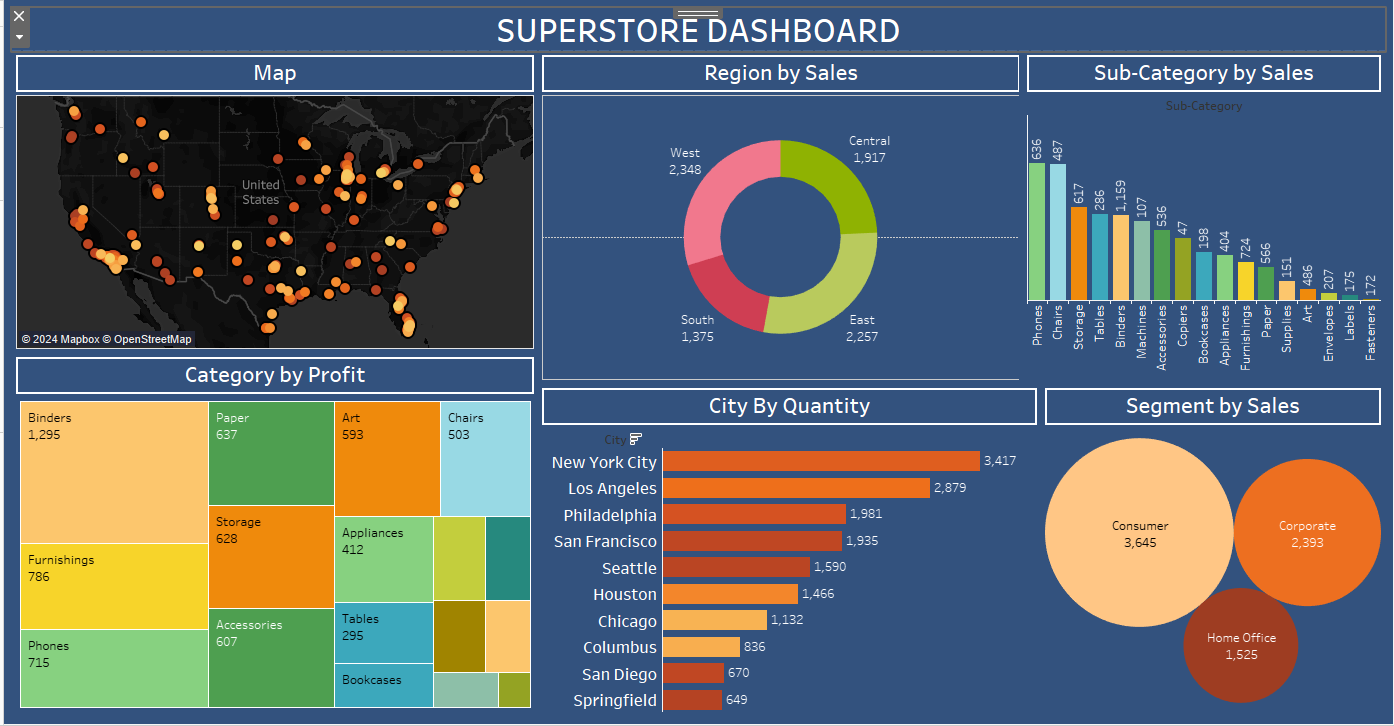 SUPERSTORE DASHBOARD
Map
United
States
© 2024 Mapbox © OpenStreetMap
Region by Sales
West
2,348
Central
1,917
South
1,375
East
2,257
Sub-Category by Sales
Sub-Category
636
487
617
286
1,159
107
536
47
198
404
724
566
151
486
207
175
172
Phones
Chairs
Storage
Tables
Binders
Machines
Accessories
Copiers
Bookcases
Appliances
Furnishings
Paper
Supplies
Art
Envelopes
Labels
Fasteners
Category by Profit
Binders
1,295
Furnishings
786
Phones
715
Paper
637
Storage
628
Accessories
607
Art
593
Chairs
503
Appliances
412
Tables
295
Bookcases
City By Quantity
City
New York City 3,417
Los Angeles 2,879
Philadelphia 1,981
San Francisco 1,935
Seattle 1,590
Houston 1,466
Chicago 1,132
Columbus 836
San Diego 670
Springfield 649
Segment by Sales
Consumer
3,645
Corporate
2,393
Home Office
1,525